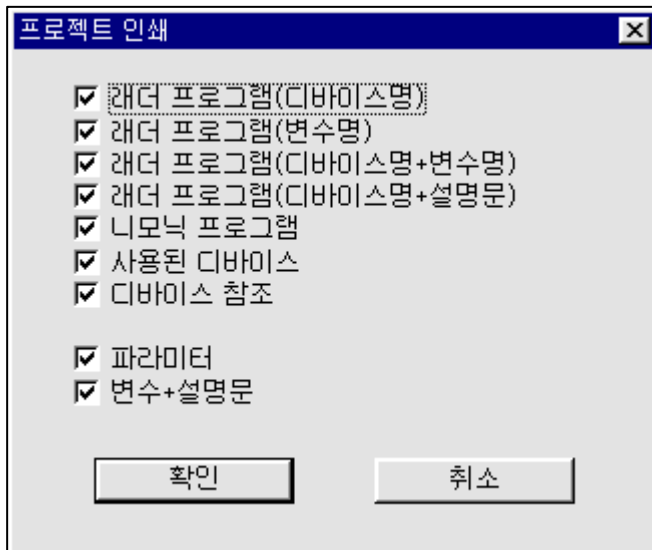 프로젝트 인쇄
래더 프로그램(디바이스명)
래더 프로그램(변수명)
래더 프로그램(디바이스명+변수명)
래더 프로그램(디바이스명+설명문)
니모닉 프로그램
사용된 디바이스
디바이스 참조
파라미터
변수+설명문
확인 취소